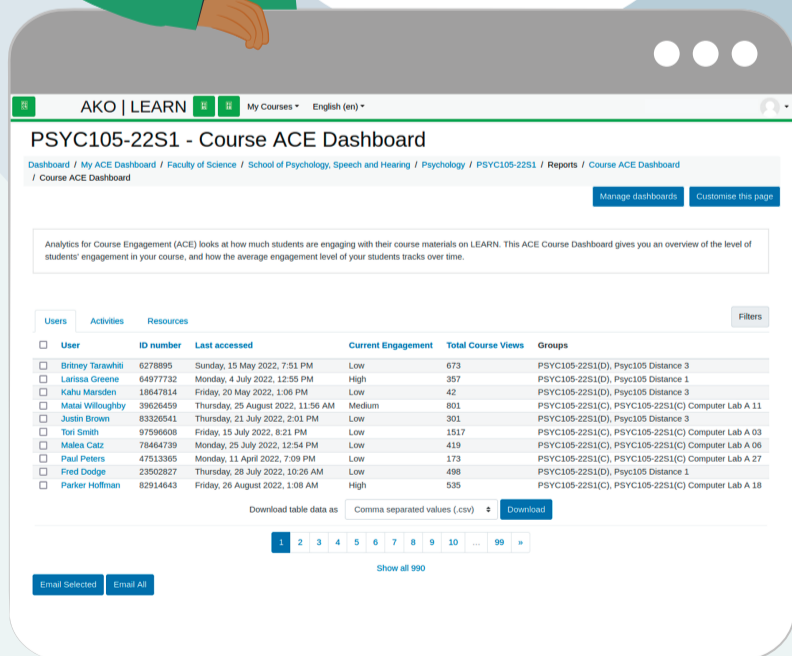 AKO | LEARN My Courses English (en)
PSYC105-22S1 - Course ACE Dashboard
Dashboard / My ACE Dashboard / Faculty of Science / School of Psychology, Speech and Hearing / Psychology / PSYC105-22S1 / Reports / Course ACE Dashboard
/ Course ACE Dashboard
Manage dashboards Customise this page
Analytics for Course Engagement (ACE) looks at how much students are engaging with their course materials on LEARN. This ACE Course Dashboard gives you an overview of the level of
students' engagement in your course, and how the average engagement level of your students tracks over time.
Users Activities Resources Filters
User ID number Last accessed Current Engagement Total Course Views Groups
Britney Tarawhiti 6278895 Sunday, 15 May 2022, 7:51 PM Low 673 PSYC105-22S1(D), Psyc105 Distance 3
Larissa Greene 64977732 Monday, 4 July 2022, 12:55 PM High 357 PSYC105-22S1(D), Psyc105 Distance 1
Kahu Marsden 18647814 Friday, 20 May 2022, 1:06 PM Low 42 PSYC105-22S1(D), Psyc105 Distance 3
Matai Willoughby 39626459 Thursday, 25 August 2022, 11:56 AM Medium 801 PSYC105-22S1(C), PSYC105-22S1(C) Computer Lab A 11
Justin Brown 83326541 Thursday, 21 July 2022, 2:01 PM Low 301 PSYC105-22S1(D), Psyc105 Distance 3
Tori Smith 97596608 Friday, 15 July 2022, 8:21 PM Low 1517 PSYC105-22S1(C), PSYC105-22S1(C) Computer Lab A 03
Malea Catz 78464739 Monday, 25 July 2022, 12:54 PM Low 419 PSYC105-22S1(C), PSYC105-22S1(C) Computer Lab A 06
Paul Peters 47513365 Monday, 11 April 2022, 7:09 PM Low 173 PSYC105-22S1(C), PSYC105-22S1(C) Computer Lab A 27
Fred Dodge 23502827 Thursday, 28 July 2022, 10:26 AM Low 498 PSYC105-22S1(D), Psyc105 Distance 1
Parker Hoffman 82914643 Friday, 26 August 2022, 1:08 AM High 535 PSYC105-22S1(C), PSYC105-22S1(C) Computer Lab A 18
Download table data as Comma separated values (.csv) Download
1 2 3 4 5 6 7 8 9 10 ... 99 »
Show all 990
Email Selected Email All